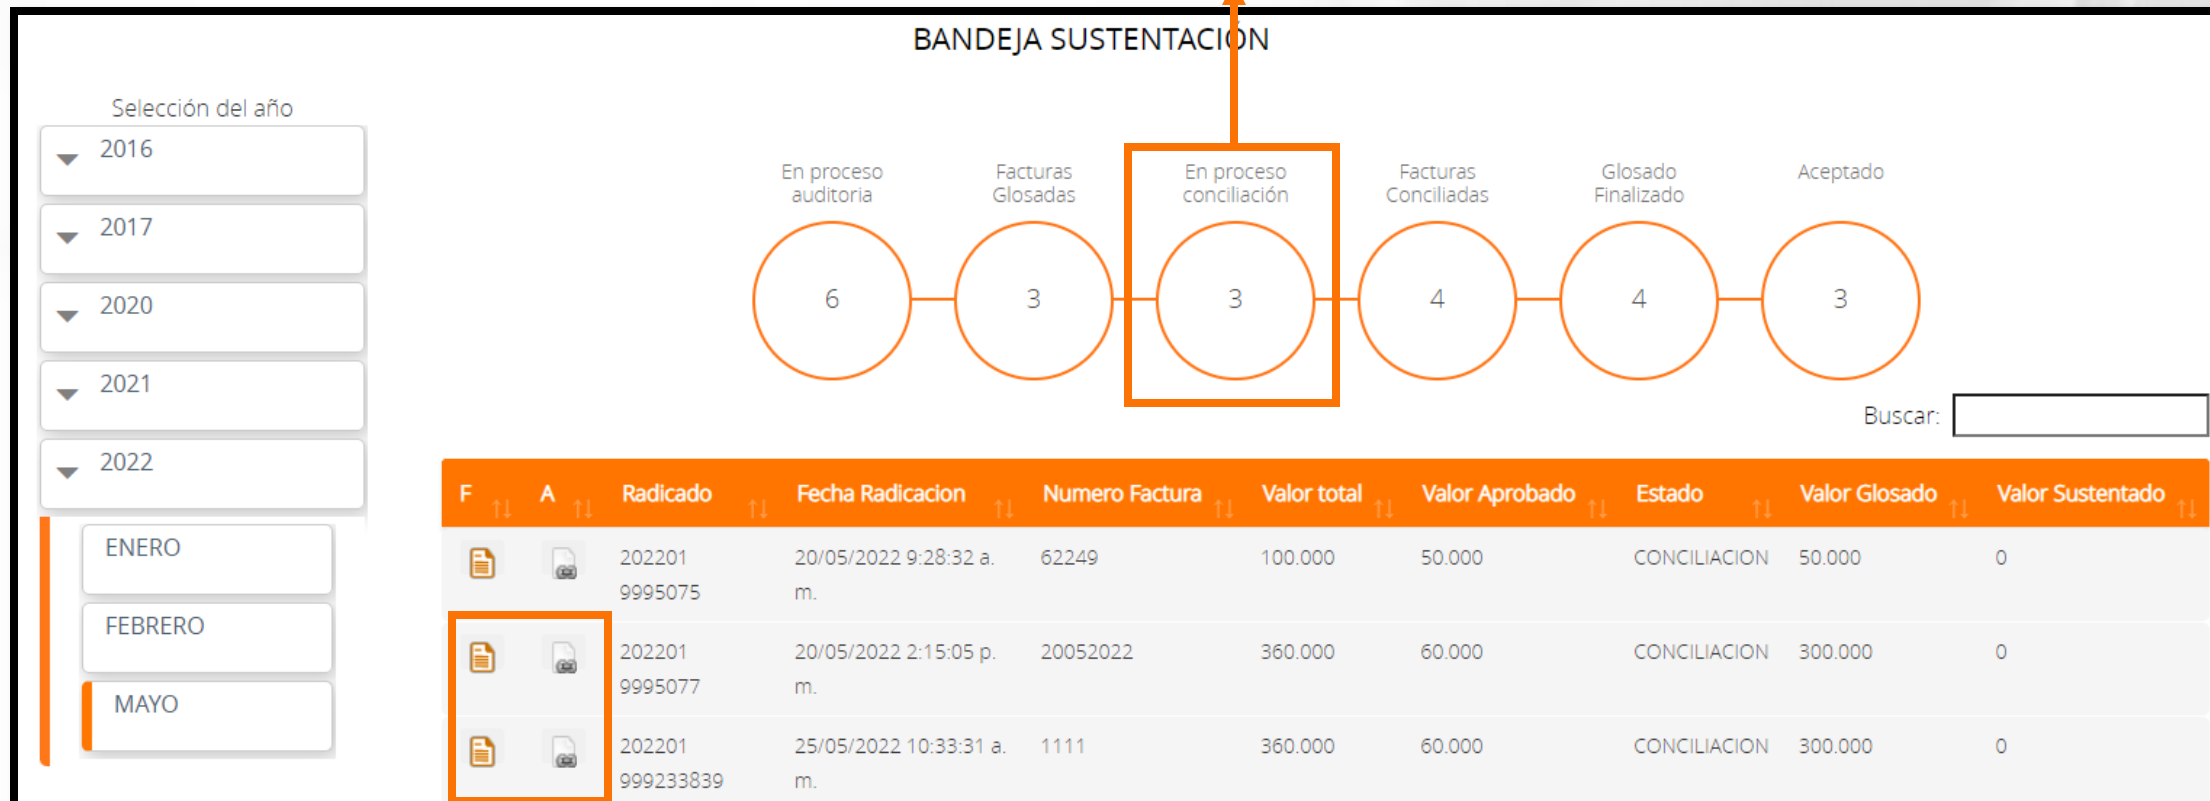 BANDEJA SUSTENTACIÓN
Selección del año
2016
2017
2020
2021
2022
ENERO
FEBRERO
MAYO
En proceso
auditoria
Facturas
Glosadas
En proceso
conciliación
Facturas
Conciliadas
Glosado
Finalizado
Aceptado
6
3
3
4
4
3
Buscar:
F A Radicado Fecha Radicacion Numero Factura Valor total Valor Aprobado Estado Valor Glosado Valor Sustentado
202201 20/05/2022 9:28:32 a. 62249 100.000 50.000 CONCILIACION 50.000 0
9995075 m.
202201 20/05/2022 2:15:05 p. 20052022 360.000 60.000 CONCILIACION 300.000 0
9995077 m.
202201 25/05/2022 10:33:31 a. 1111 360.000 60.000 CONCILIACION 300.000 0
999233839 m.